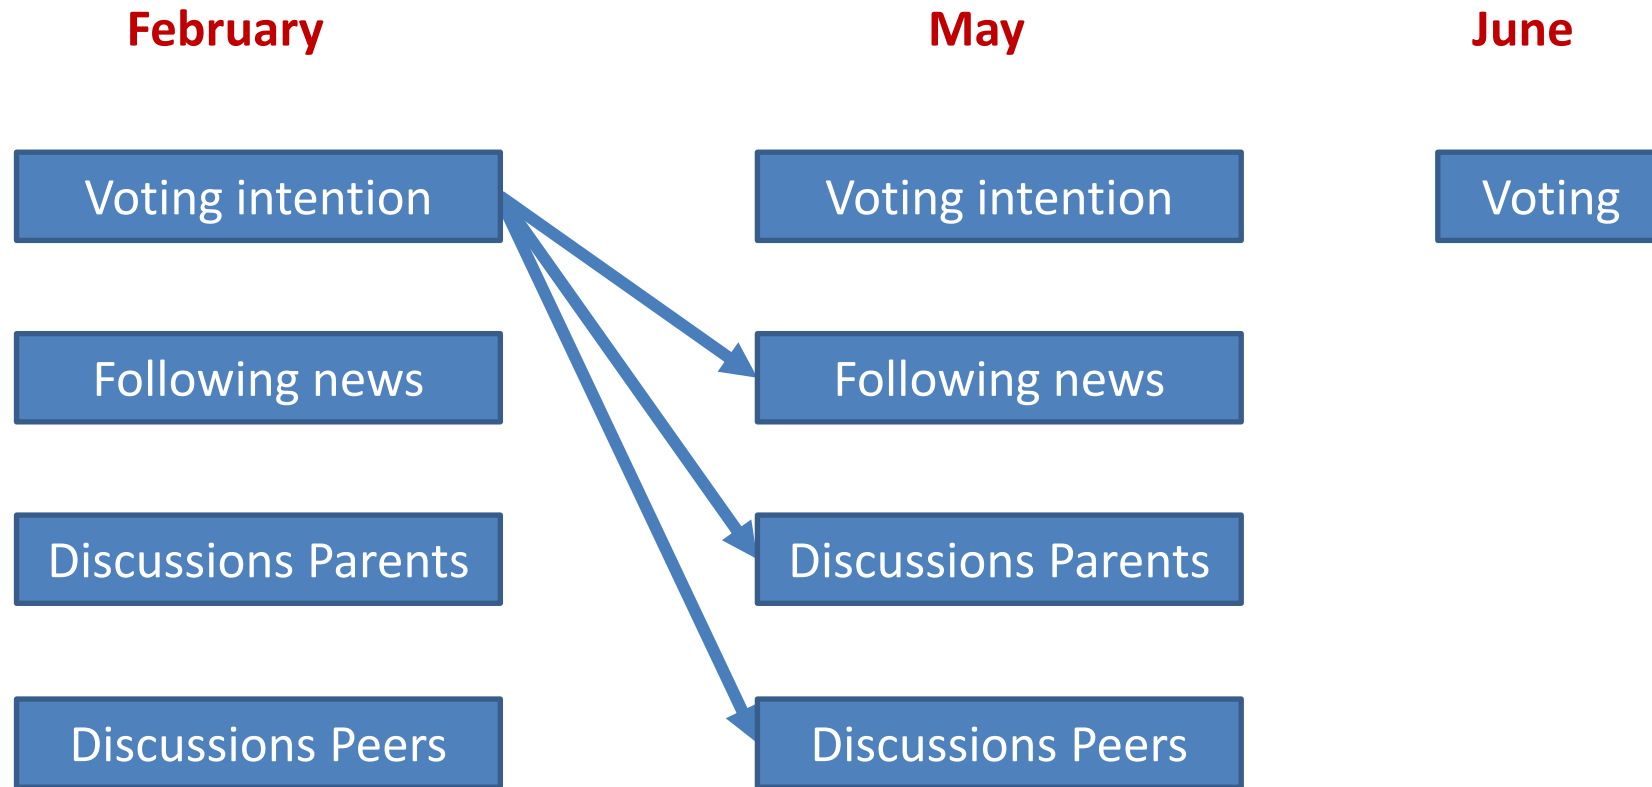 February
May
June
Voting intention
Voting intention
Voting
Following news
Following news
Discussions Parents
Discussions Parents
Discussions Peers
Discussions Peers